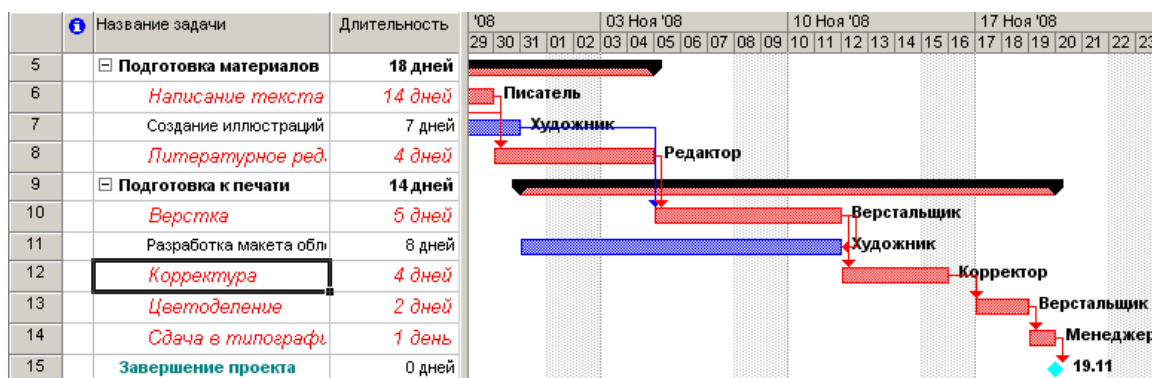 Название задачи Длительность '08 03 Ноя '08 10 Ноя '08 17 Ноя '08
29 30 31 01 02 03 04 05 06 07 08 09 10 11 12 13 14 15 16 17 18 19 20 21 22 23
5 Подготовка материалов 18 дней
6 Написание текста 14 дней Писатель
7 Создание иллюстраций 7 дней Художник
8 Литературное ред. 4 дней Редактор
9 Подготовка к печати 14 дней
10 Верстка 5 дней Верстальщик
11 Разработка макета обл 8 дней Художник
12 Корректура 4 дней Корректор
13 Цветоделение 2 дней Верстальщик
14 Сдача в типографи 1 день Менеджер
15 Завершение проекта 0 дней 19.11